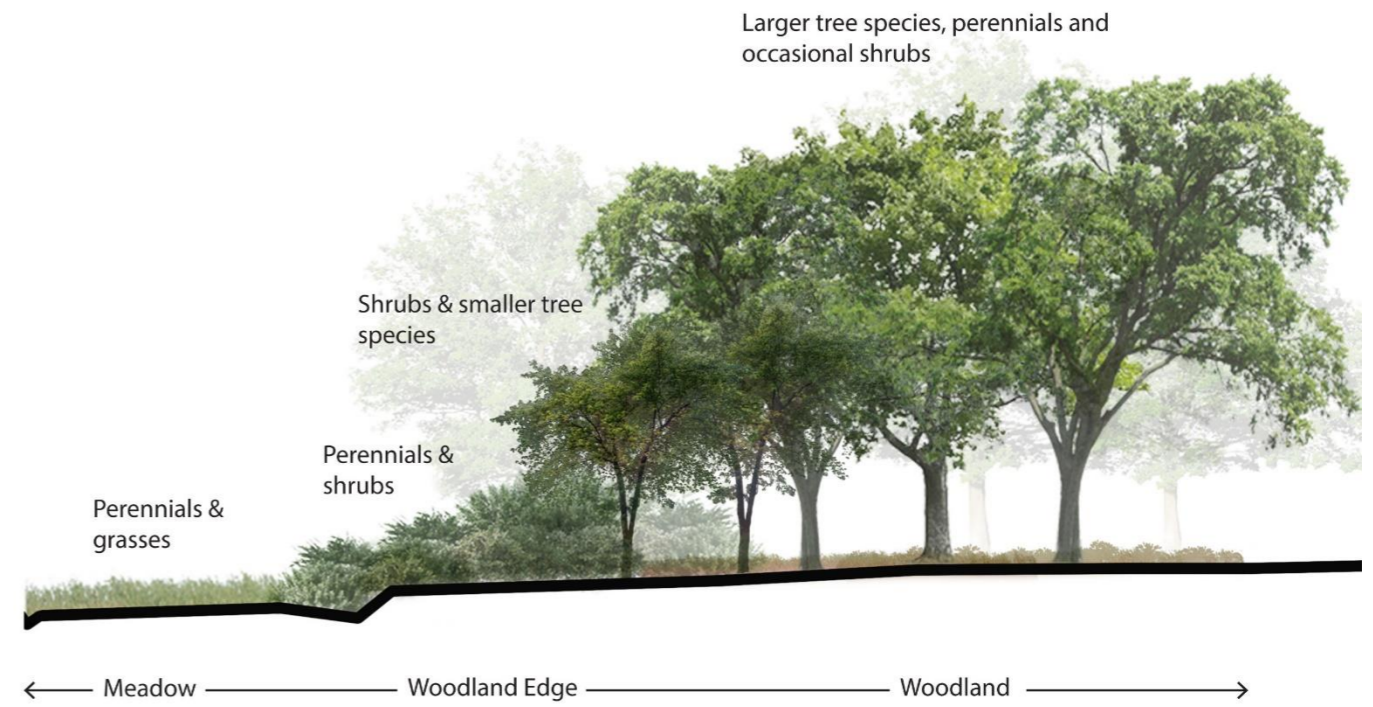 Larger tree species, perennials and
occasional shrubs
Shrubs & smaller tree
species
Perennials &
shrubs
Perennials &
grasses
Meadow
Woodland Edge
Woodland